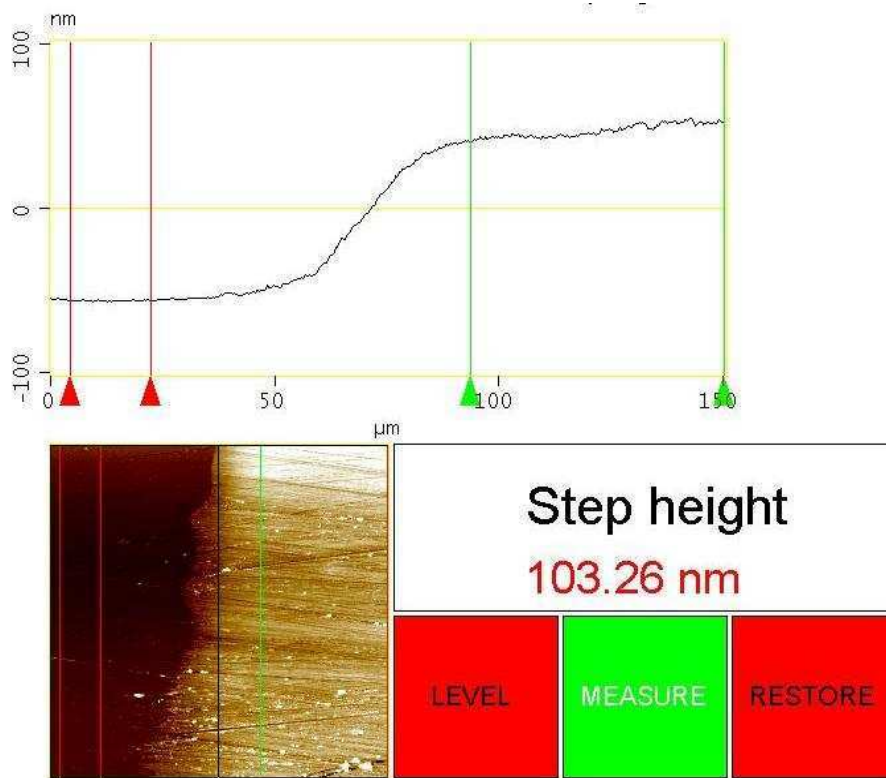 nm
100
0
-100
0 50 100 150
µm
Step height
103.26 nm
LEVEL MEASURE RESTORE